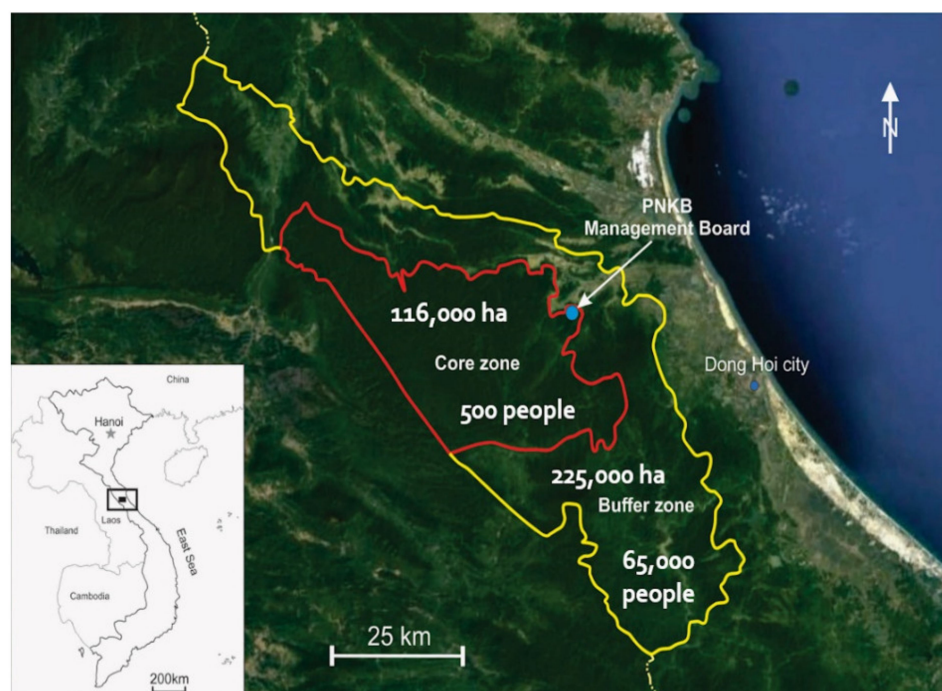 N
PNKB
Management Board
116,000 ha
Core zone
500 people
Dong Hoi city
225,000 ha
Buffer zone
65,000
people
25 km
China
Hanoi
Laos
Thailand
East Sea
Cambodia
200km